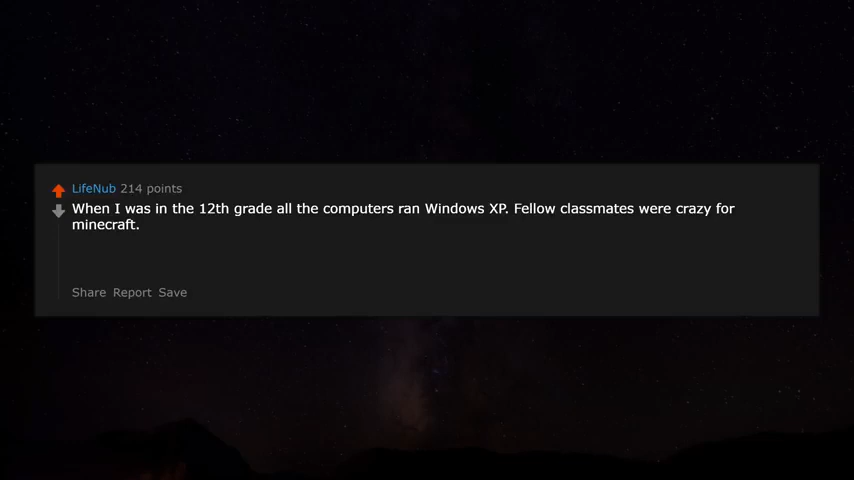 LifeNub 214 points
When I was in the 12th grade all the computers ran Windows XP. Fellow classmates were crazy for
minecraft.
Share Report Save